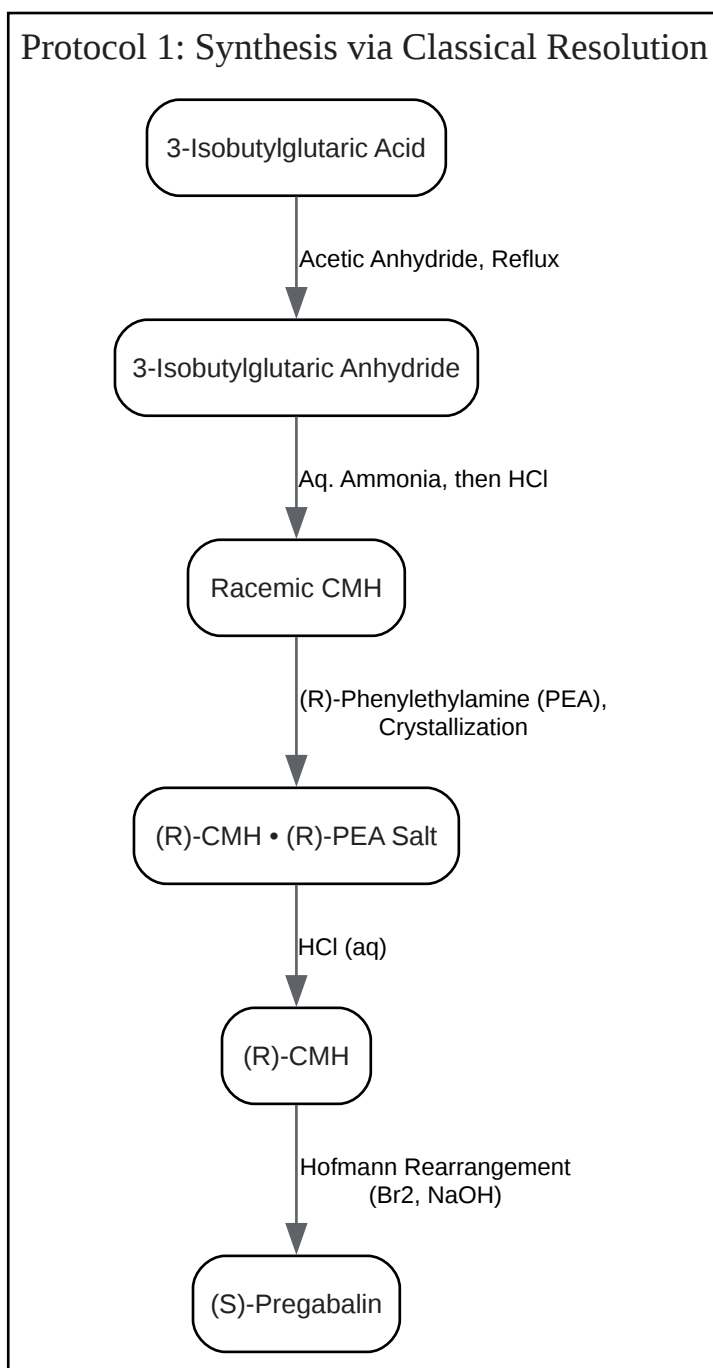 Protocol 1: Synthesis via Classical Resolution
3-Isobutylglutaric Acid
Acetic Anhydride, Reflux
3-Isobutylglutaric Anhydride
Aq. Ammonia, then HCl
Racemic CMH
(R)-Phenylethylamine (PEA),
Crystallization
(R)-CMH • (R)-PEA Salt
HCl (aq)
(R)-CMH
Hofmann Rearrangement
(Br2, NaOH)
(S)-Pregabalin